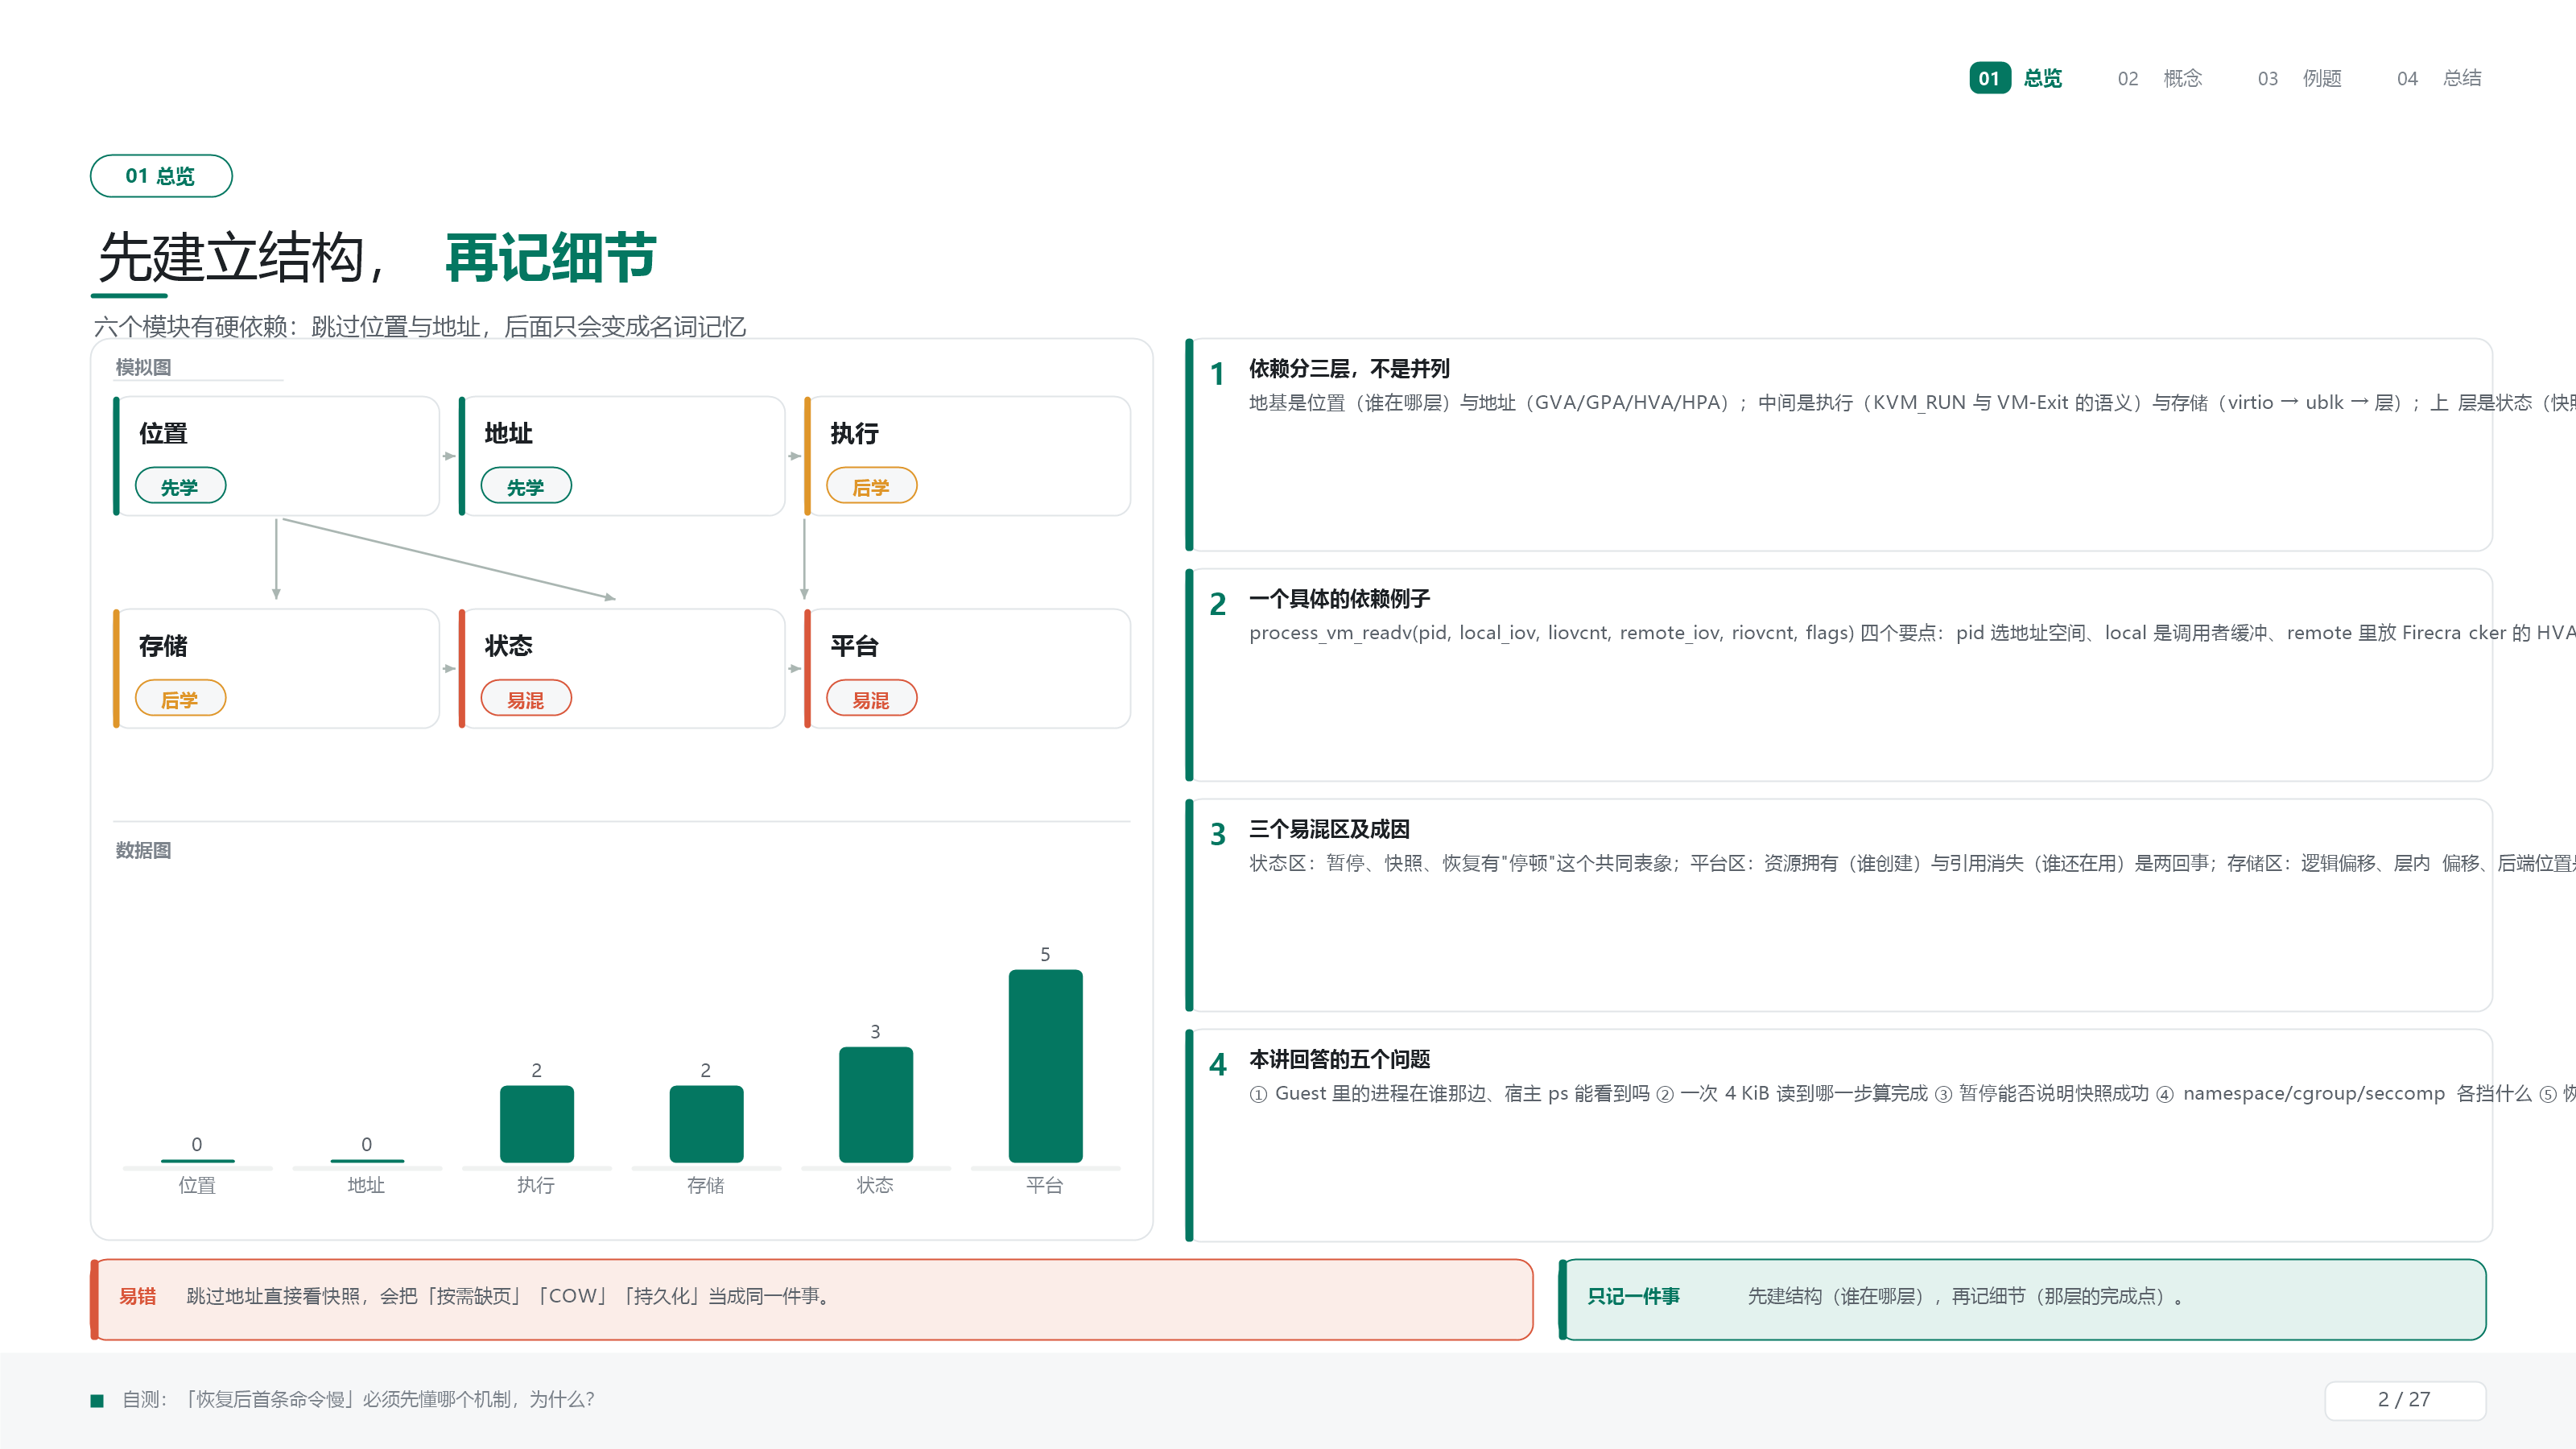 01 总览 02 概念 03 例题 04 总结
01 总览
先建立结构， 再记细节
六个模块有硬依赖：跳过位置与地址，后面只会变成名词记忆
模拟图
位置
先学
地址
先学
执行
后学
存储
后学
状态
易混
平台
易混
数据图
0 0 2 2 3 5
位置 地址 执行 存储 状态 平台
1 依赖分三层，不是并列
地基是位置（谁在哪层）与地址（GVA/GPA/HVA/HPA）；中间是执行（KVM_RUN 与 VM-Exit 的语义）与存储（virtio → ublk → 层）；上 层是状态（快照
2 一个具体的依赖例子
process_vm_readv(pid, local_iov, liovcnt, remote_iov, riovcnt, flags) 四个要点：pid 选地址空间、local 是调用者缓冲、remote 里放 Firecra cker 的 HVA
3 三个易混区及成因
状态区：暂停、快照、恢复有"停顿"这个共同表象；平台区：资源拥有（谁创建）与引用消失（谁还在用）是两回事；存储区：逻辑偏移、层内 偏移、后端位置
4 本讲回答的五个问题
① Guest 里的进程在谁那边、宿主 ps 能看到吗 ② 一次 4 KiB 读到哪一步算完成 ③ 暂停能否说明快照成功 ④ namespace/cgroup/seccomp 各挡什么 ⑤
易错 跳过地址直接看快照，会把「按需缺页」「COW」「持久化」当成同一件事。
只记一件事 先建结构（谁在哪层），再记细节（那层的完成点）。
自测：「恢复后首条命令慢」必须先懂哪个机制，为什么？
2 / 27